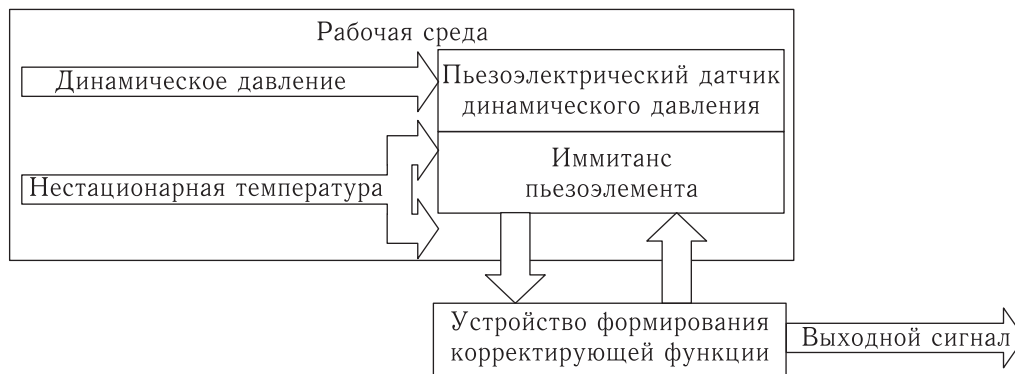 Рабочая среда
Динамическое давление
Пьезоэлектрический датчик
динамического давления
Нестационарная температура
Иммитанс
пьезоэлемента
Устройство формирования
корректирующей функции
Выходной сигнал